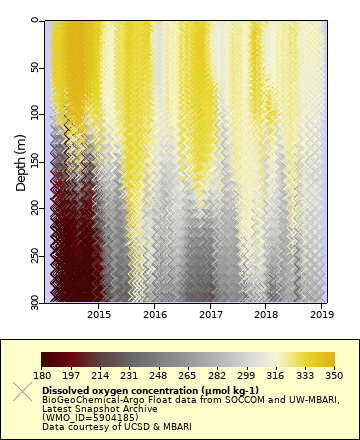 0
50
100
150
200
250
300
Depth (m)
2015 2016 2017 2018 2019
180 197 214 231 248 265 282 299 316 333 350
Dissolved oxygen concentration (µmol kg-1)
BioGeoChemical-Argo Float data from SOCCOM and UW-MBARI,
Latest Snapshot Archive
(WMO_ID=5904185)
Data courtesy of UCSD & MBARI